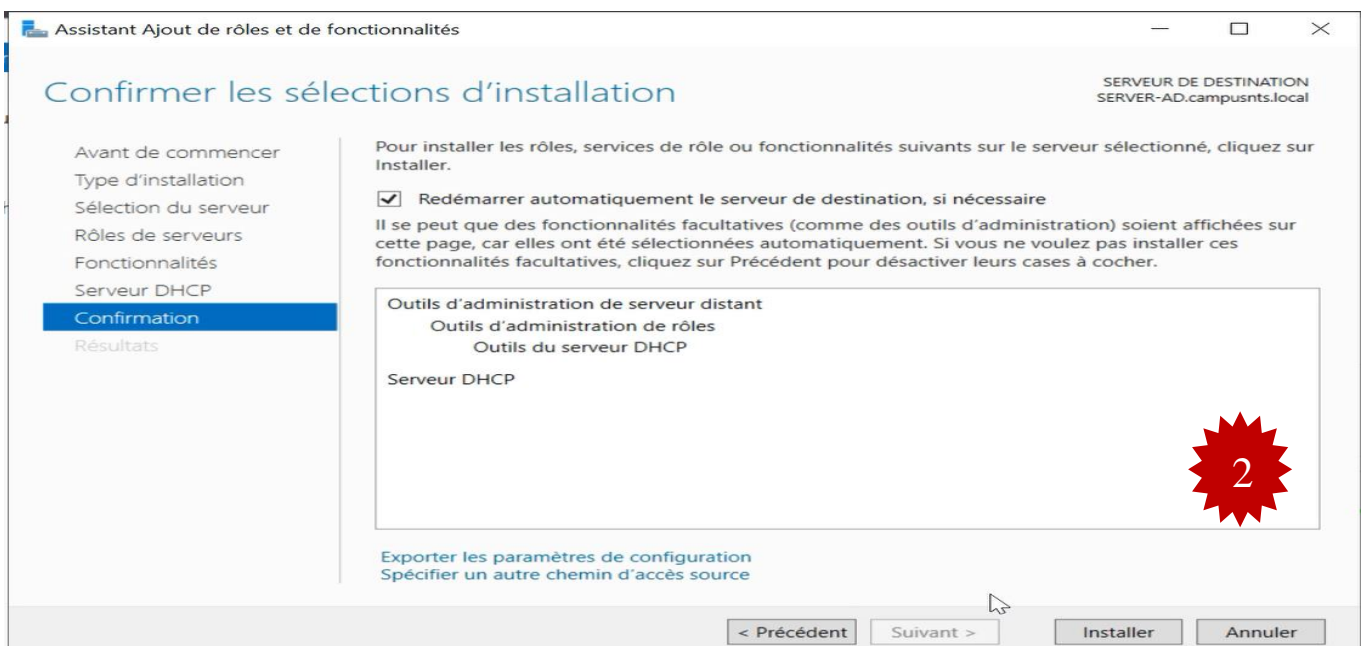 Assistant Ajout de rôles et de fonctionnalités
Confirmer les sélections d'installation
SERVEUR DE DESTINATION
SERVER-AD.campusnts.local
Avant de commencer
Type d'installation
Sélection du serveur
Rôles de serveurs
Fonctionnalités
Serveur DHCP
Confirmation
Résultats
Pour installer les rôles, services de rôle ou fonctionnalités suivants sur le serveur sélectionné, cliquez sur
Installer.
Redémarrer automatiquement le serveur de destination, si nécessaire
Il se peut que des fonctionnalités facultatives (comme des outils d'administration) soient affichées sur
cette page, car elles ont été sélectionnées automatiquement. Si vous ne voulez pas installer ces
fonctionnalités facultatives, cliquez sur Précédent pour désactiver leurs cases à cocher.
Outils d'administration de serveur distant
Outils d'administration de rôles
Outils du serveur DHCP
Serveur DHCP
2
Exporter les paramètres de configuration
Spécifier un autre chemin d'accès source
< Précédent
Suivant >
Installer
Annuler